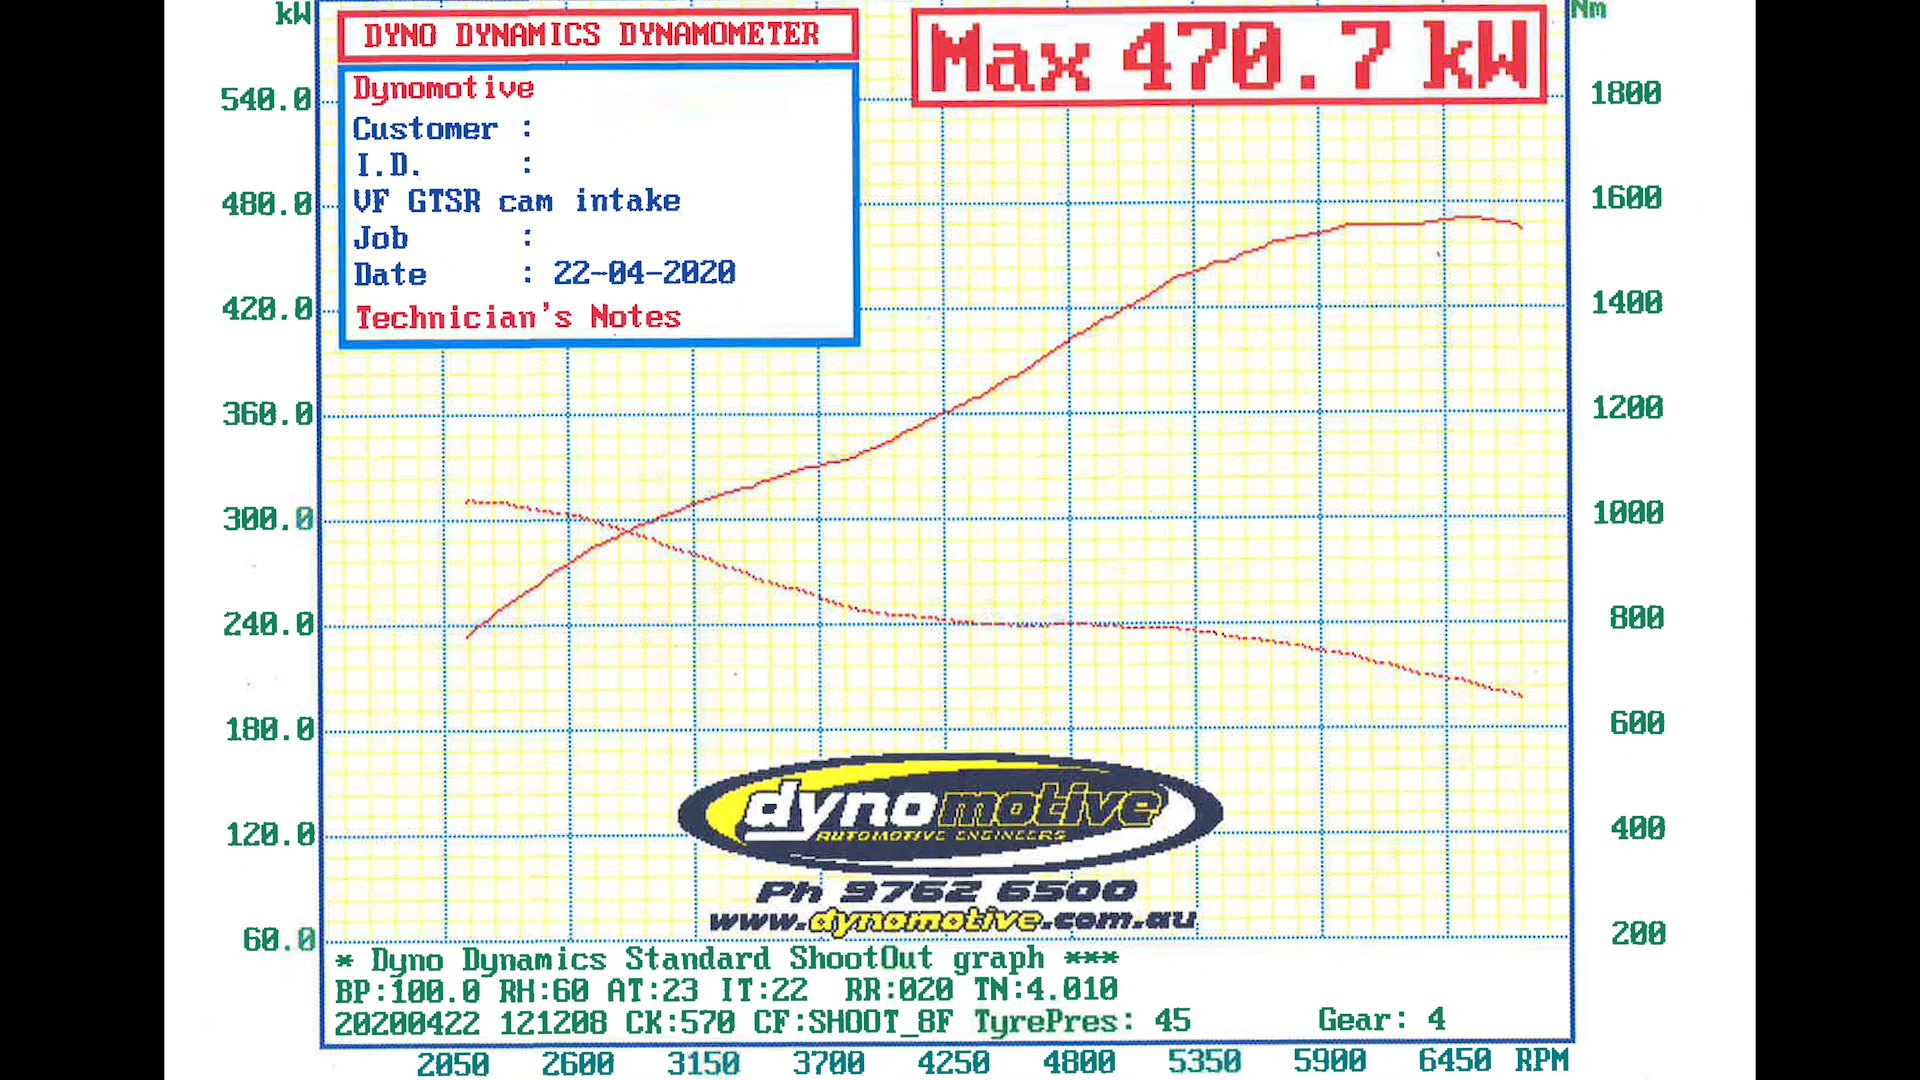 kW
DYNO DYNAMICS DYNAMOMETER
Max 470.7 kW
Nm
Dynomotive
Customer :
I.D. :
VF GTSR cam intake
Job :
Date : 22-04-2020
Technician's Notes
540.0
480.0
420.0
360.0
300.0
240.0
180.0
120.0
60.0
1800
1600
1400
1200
1000
800
600
400
200
dynomotive
AUTOMOTIVE ENGINEERS
Ph 9762 6500
www.dynomotive.com.au
* Dyno Dynamics Standard ShootOut graph ***
BP:100.0 RH:60 AT:23 IT:22 RR:020 TN:4.010
20200422 121208 CK:570 CF:SHOOT_8F TyrePres: 45 Gear: 4
2050 2600 3150 3700 4250 4800 5350 5900 6450 RPM